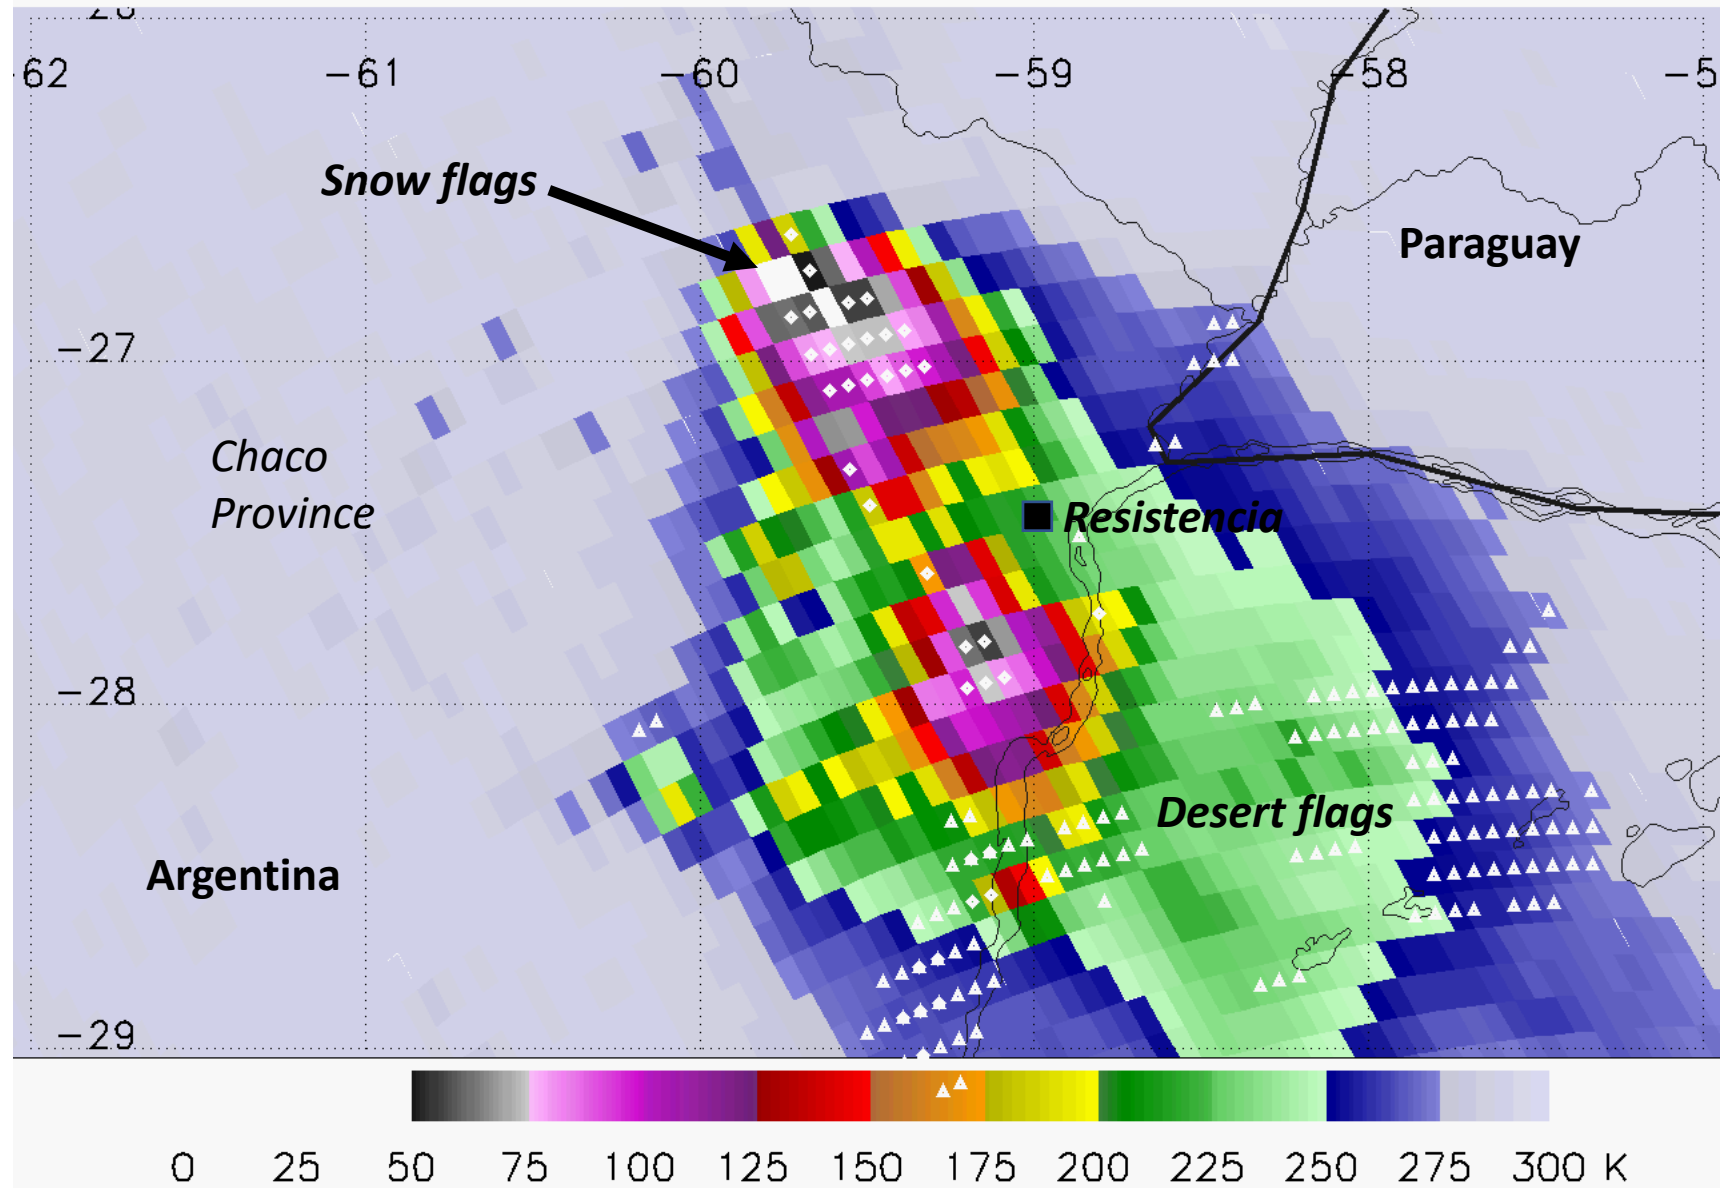 -62 -61 -60 -59 -58
Snow flags
Paraguay
-27
Chaco
Province
Resistencia
-28
Desert flags
Argentina
-29
0 25 50 75 100 125 150 175 200 225 250 275 300 K